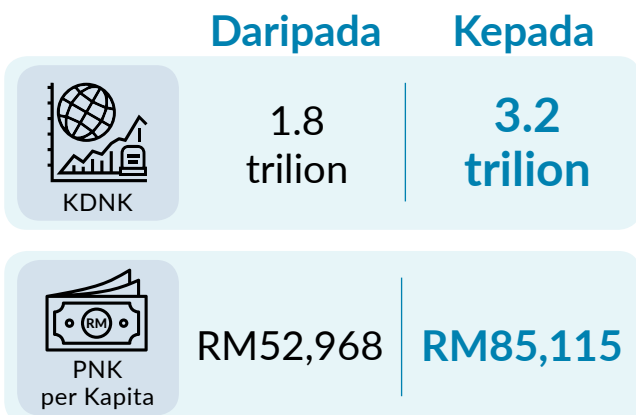 Daripada Kepada
KDNK
1.8
trilion
3.2
trilion
RM
PNK
per Kapita
RM52,968
RM85,115